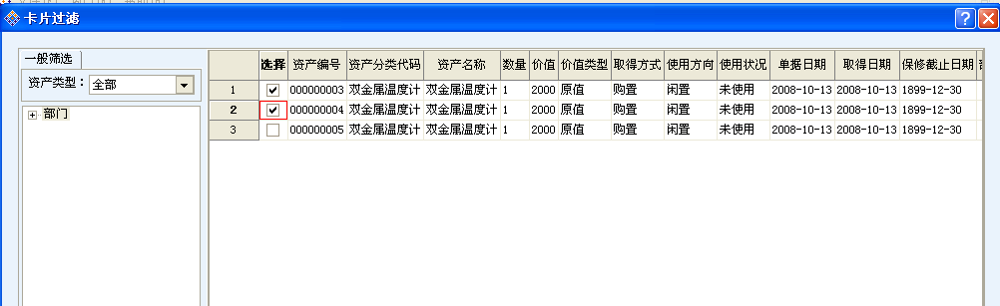 卡片过滤
一般筛选
资产类型: 全部
部门
选择 资产编号 资产分类代码 资产名称 数量 价值 价值类型 取得方式 使用方向 使用状况 单据日期 取得日期 保修截止日期
1 000000003 双金属温度计 双金属温度计 1 2000 原值 购置 闲置 未使用 2008-10-13 2008-10-13 1899-12-30
2 000000004 双金属温度计 双金属温度计 1 2000 原值 购置 闲置 未使用 2008-10-13 2008-10-13 1899-12-30
3 000000005 双金属温度计 双金属温度计 1 2000 原值 购置 闲置 未使用 2008-10-13 2008-10-13 1899-12-30